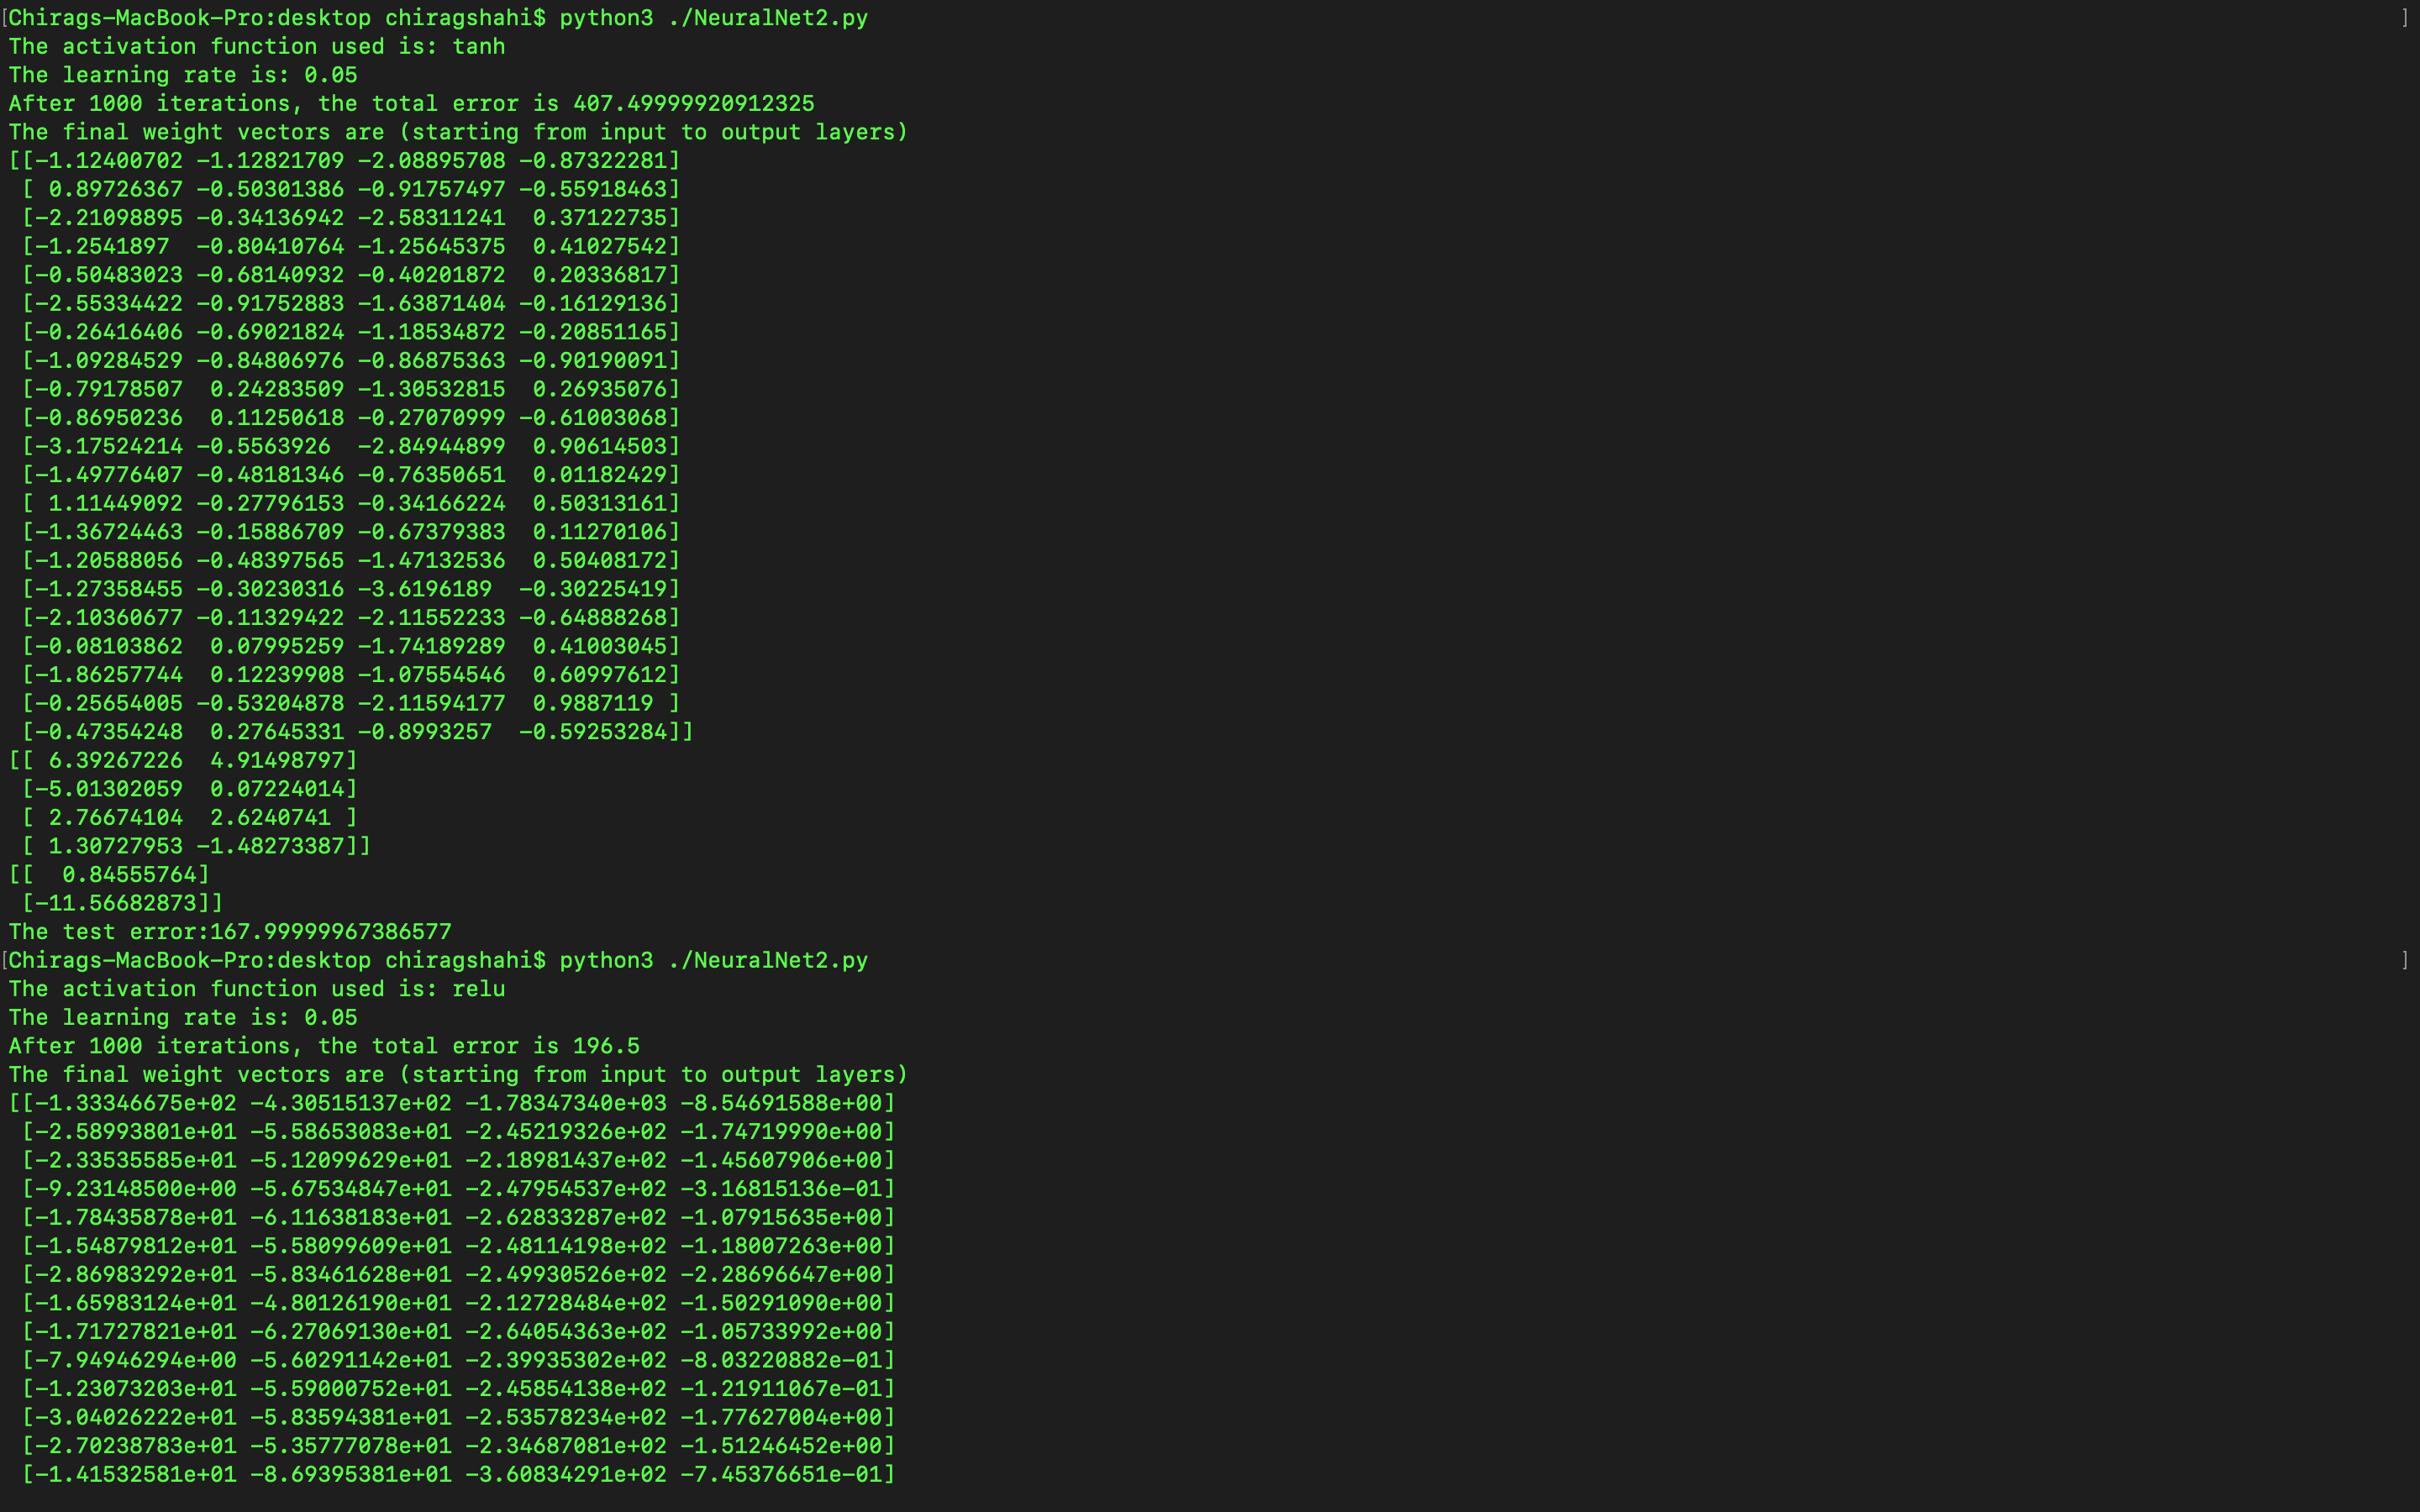 [Chirags-MacBook-Pro:desktop chiragshahi$ python3 ./NeuralNet2.py ]
The activation function used is: tanh
The learning rate is: 0.05
After 1000 iterations, the total error is 407.49999920912325
The final weight vectors are (starting from input to output layers)
[[-1.12400702 -1.12821709 -2.08895708 -0.87322281]
 [ 0.89726367 -0.50301386 -0.91757497 -0.55918463]
 [-2.21098895 -0.34136942 -2.58311241  0.37122735]
 [-1.2541897  -0.80410764 -1.25645375  0.41027542]
 [-0.50483023 -0.68140932 -0.40201872  0.20336817]
 [-2.55334422 -0.91752883 -1.63871404 -0.16129136]
 [-0.26416406 -0.69021824 -1.18534872 -0.20851165]
 [-1.09284529 -0.84806976 -0.86875363 -0.90190091]
 [-0.79178507  0.24283509 -1.30532815  0.26935076]
 [-0.86950236  0.11250618 -0.27070999 -0.61003068]
 [-3.17524214 -0.5563926  -2.84944899  0.90614503]
 [-1.49776407 -0.48181346 -0.76350651  0.01182429]
 [ 1.11449092 -0.27796153 -0.34166224  0.50313161]
 [-1.36724463 -0.15886709 -0.67379383  0.11270106]
 [-1.20588056 -0.48397565 -1.47132536  0.50408172]
 [-1.27358455 -0.30230316 -3.6196189  -0.30225419]
 [-2.10360677 -0.11329422 -2.11552233 -0.64888268]
 [-0.08103862  0.07995259 -1.74189289  0.41003045]
 [-1.86257744  0.12239908 -1.07554546  0.60997612]
 [-0.25654005 -0.53204878 -2.11594177  0.9887119 ]
 [-0.47354248  0.27645331 -0.8993257  -0.59253284]]
[[ 6.39267226  4.91498797]
 [-5.01302059  0.07224014]
 [ 2.76674104  2.6240741 ]
 [ 1.30727953 -1.48273387]]
[[  0.84555764]
 [-11.56682873]]
The test error:167.99999967386577
[Chirags-MacBook-Pro:desktop chiragshahi$ python3 ./NeuralNet2.py ]
The activation function used is: relu
The learning rate is: 0.05
After 1000 iterations, the total error is 196.5
The final weight vectors are (starting from input to output layers)
[[-1.33346675e+02 -4.30515137e+02 -1.78347340e+03 -8.54691588e+00]
 [-2.58993801e+01 -5.58653083e+01 -2.45219326e+02 -1.74719990e+00]
 [-2.33535585e+01 -5.12099629e+01 -2.18981437e+02 -1.45607906e+00]
 [-9.23148500e+00 -5.67534847e+01 -2.47954537e+02 -3.16815136e-01]
 [-1.78435878e+01 -6.11638183e+01 -2.62833287e+02 -1.07915635e+00]
 [-1.54879812e+01 -5.58099609e+01 -2.48114198e+02 -1.18007263e+00]
 [-2.86983292e+01 -5.83461628e+01 -2.49930526e+02 -2.28696647e+00]
 [-1.65983124e+01 -4.80126190e+01 -2.12728484e+02 -1.50291090e+00]
 [-1.71727821e+01 -6.27069130e+01 -2.64054363e+02 -1.05733992e+00]
 [-7.94946294e+00 -5.60291142e+01 -2.39935302e+02 -8.03220882e-01]
 [-1.23073203e+01 -5.59000752e+01 -2.45854138e+02 -1.21911067e-01]
 [-3.04026222e+01 -5.83594381e+01 -2.53578234e+02 -1.77627004e+00]
 [-2.70238783e+01 -5.35777078e+01 -2.34687081e+02 -1.51246452e+00]
 [-1.41532581e+01 -8.69395381e+01 -3.60834291e+02 -7.45376651e-01]